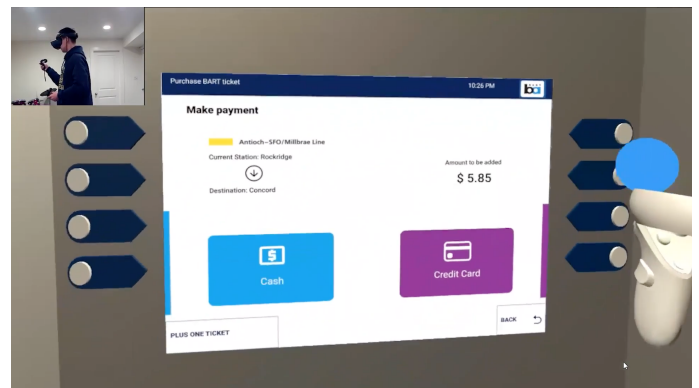 Purchase BART ticket
10:26 PM
ba
Make payment
Antioch - SFO/Millbrae Line
Current Station: Rockridge
Destination: Concord
Amount to be added
$ 5.85
Cash
Credit Card
PLUS ONE TICKET
BACK